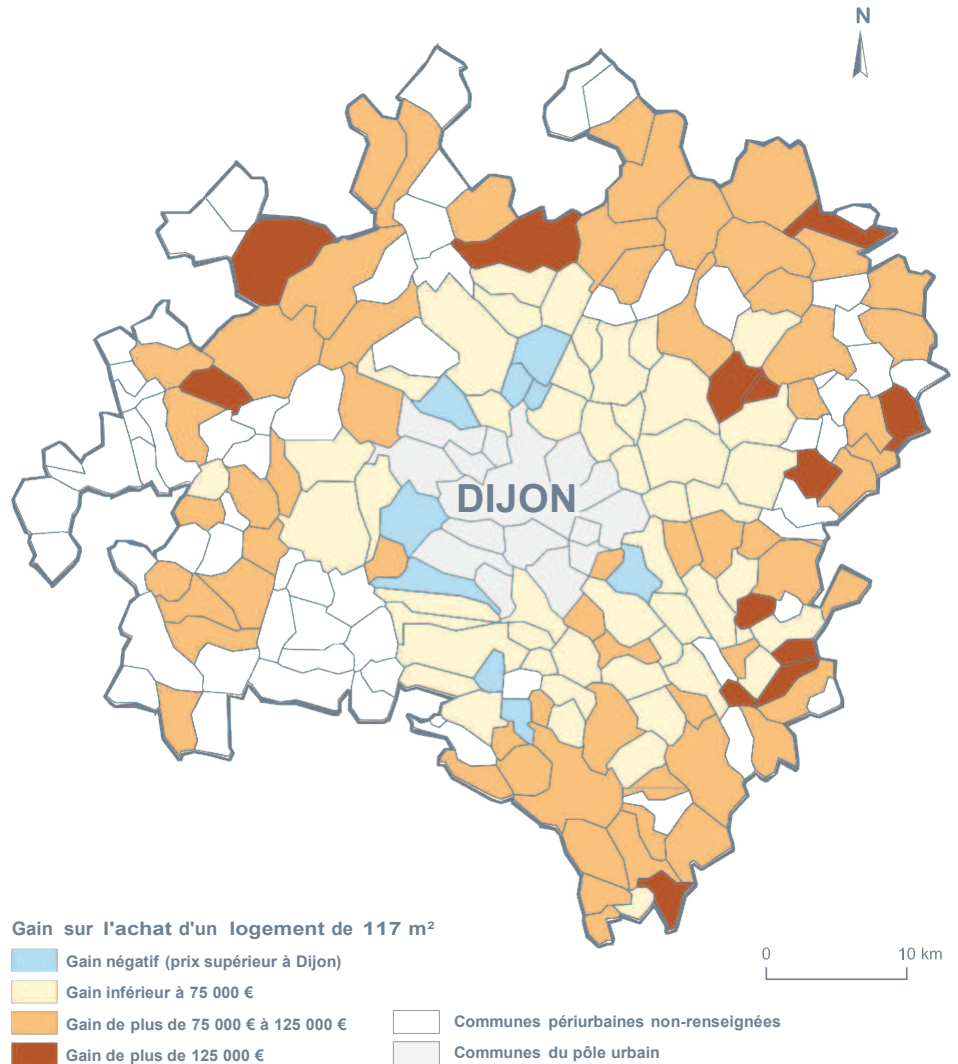 N
DIJON
Gain sur l'achat d'un logement de 117 m²
Gain négatif (prix supérieur à Dijon)
Gain inférieur à 75 000 €
Gain de plus de 75 000 € à 125 000 €
Gain de plus de 125 000 €
Communes périurbaines non-renseignées
Communes du pôle urbain
0 10 km